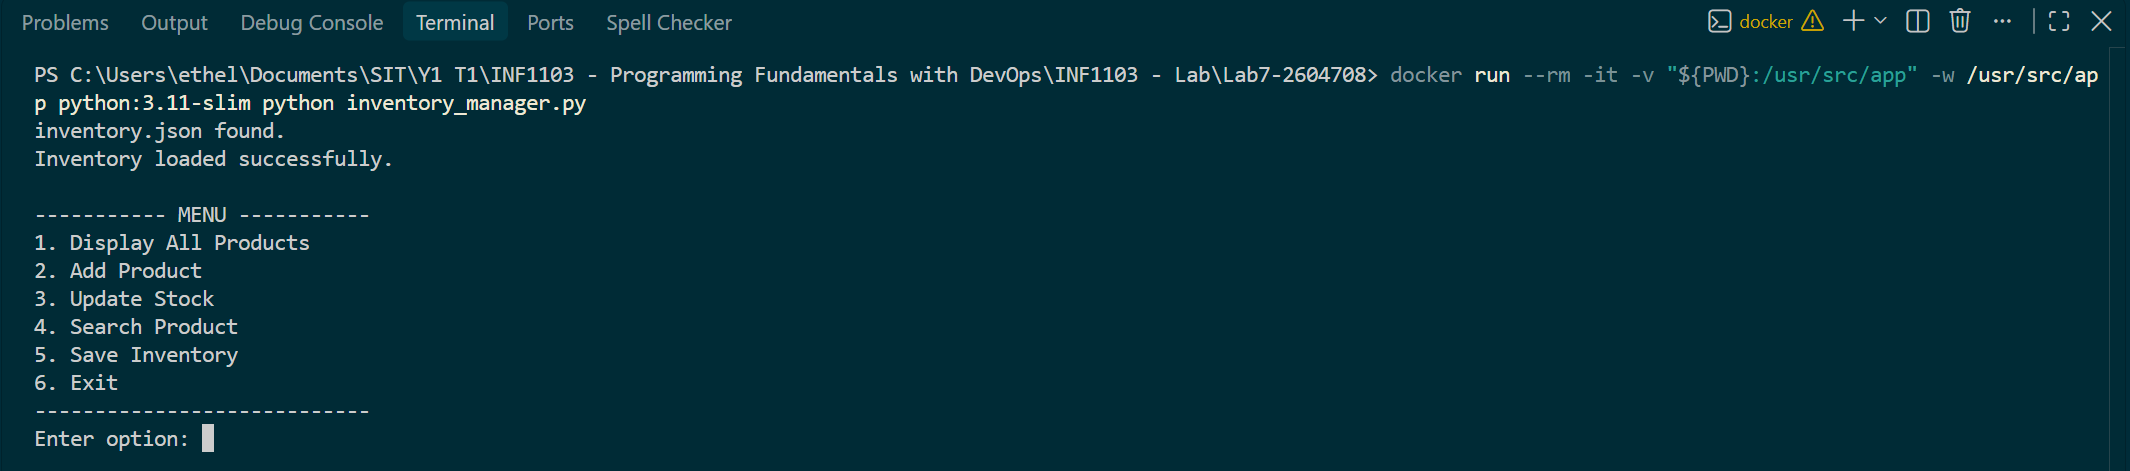 Problems Output Debug Console Terminal Ports Spell Checker docker
PS C:\Users\ethel\Documents\SIT\Y1 T1\INF1103 - Programming Fundamentals with DevOps\INF1103 - Lab\Lab7-2604708> docker run --rm -it -v "${PWD}:/usr/src/app" -w /usr/src/ap
p python:3.11-slim python inventory_manager.py
inventory.json found.
Inventory loaded successfully.
----------- MENU -----------
1. Display All Products
2. Add Product
3. Update Stock
4. Search Product
5. Save Inventory
6. Exit
----------------------------
Enter option: